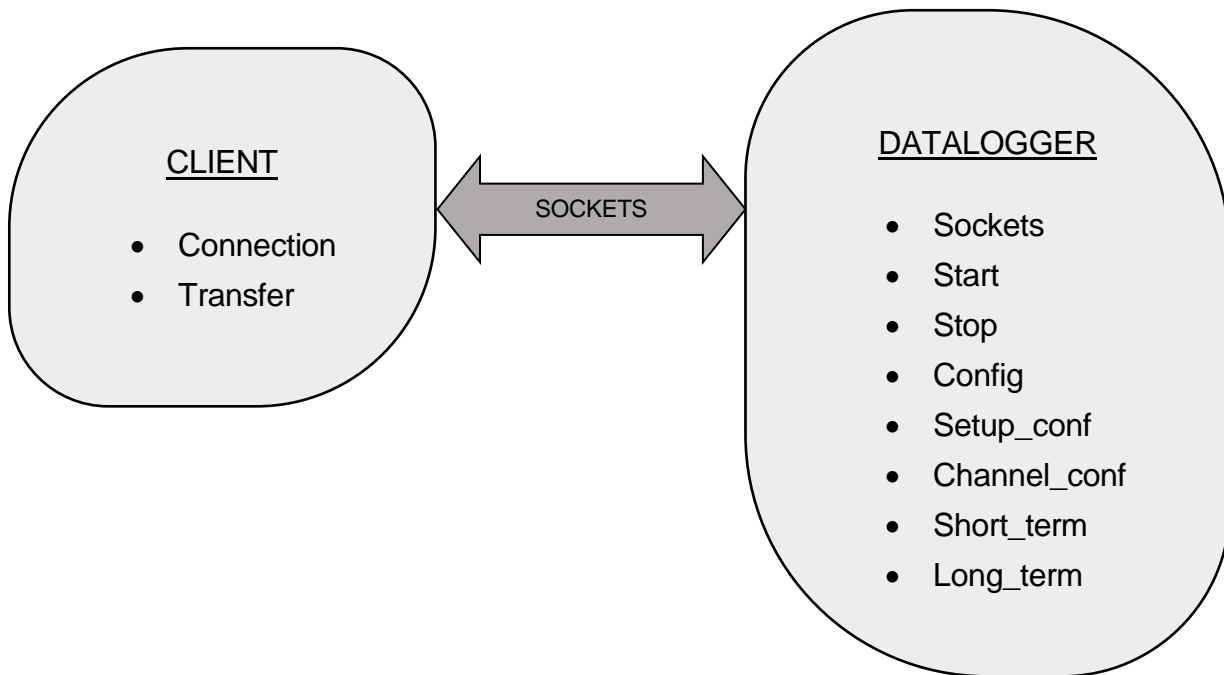 CLIENT
• Connection
• Transfer
SOCKETS
DATALOGGER
• Sockets
• Start
• Stop
• Config
• Setup_conf
• Channel_conf
• Short_term
• Long_term